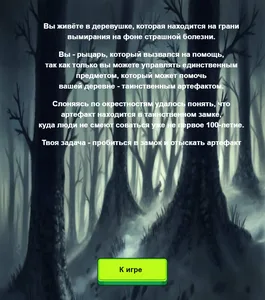 Вы живёте в деревушке, которая находится на грани
вымирания на фоне страшной болезни.
Вы - рыцарь, который вызвался на помощь,
так как только вы можете управлять единственным
предметом, который может помочь
вашей деревне - таинственным артефактом.
Слоняясь по окрестностям удалось понять, что
артефакт находится в таинственном замке,
куда люди не смеют соваться уже не первое 100-летие.
Твоя задача - пробиться в замок и отыскать артефакт
К игре